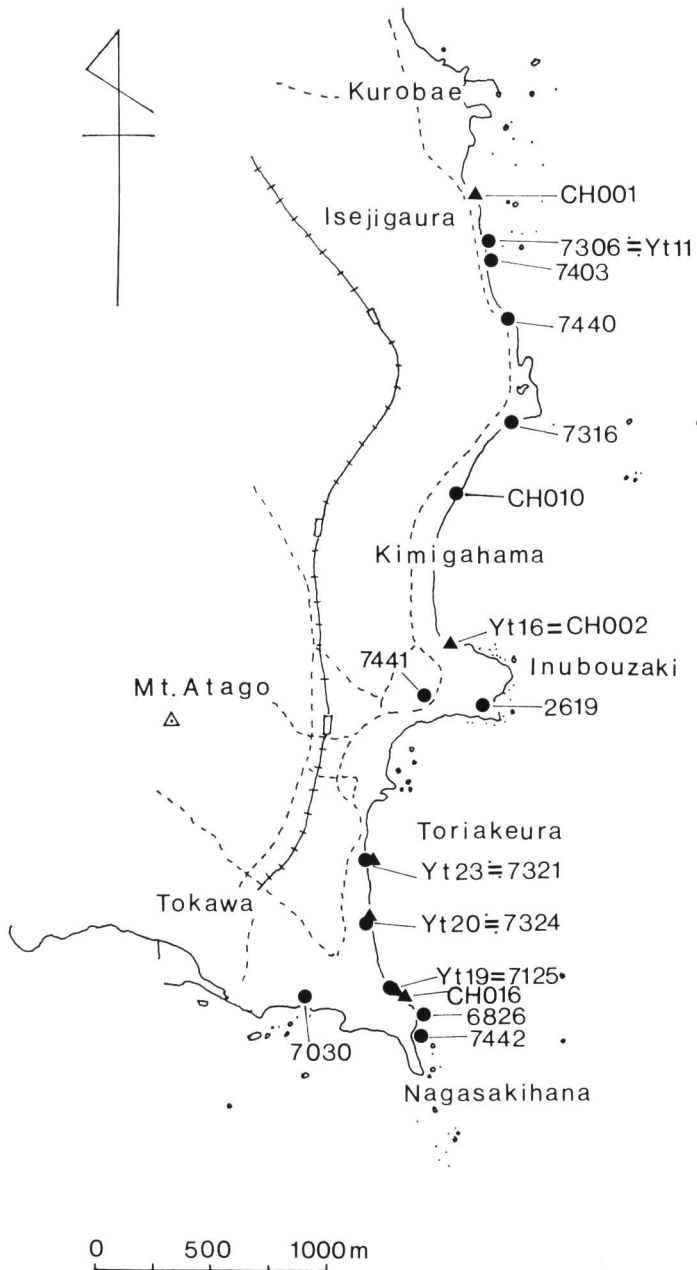 Kurobae
CH001
Isejigaura
7306≒Yt11
7403
7440
7316
CH010
Kimigahama
Yt16=CH002
7441
Inubouzaki
Mt.Atago
2619
Toriakeura
Yt23≒7321
Tokawa
Yt20≒7324
Yt19=7125
CH016
6826
7030
7442
Nagasakihana
0 500 1000m